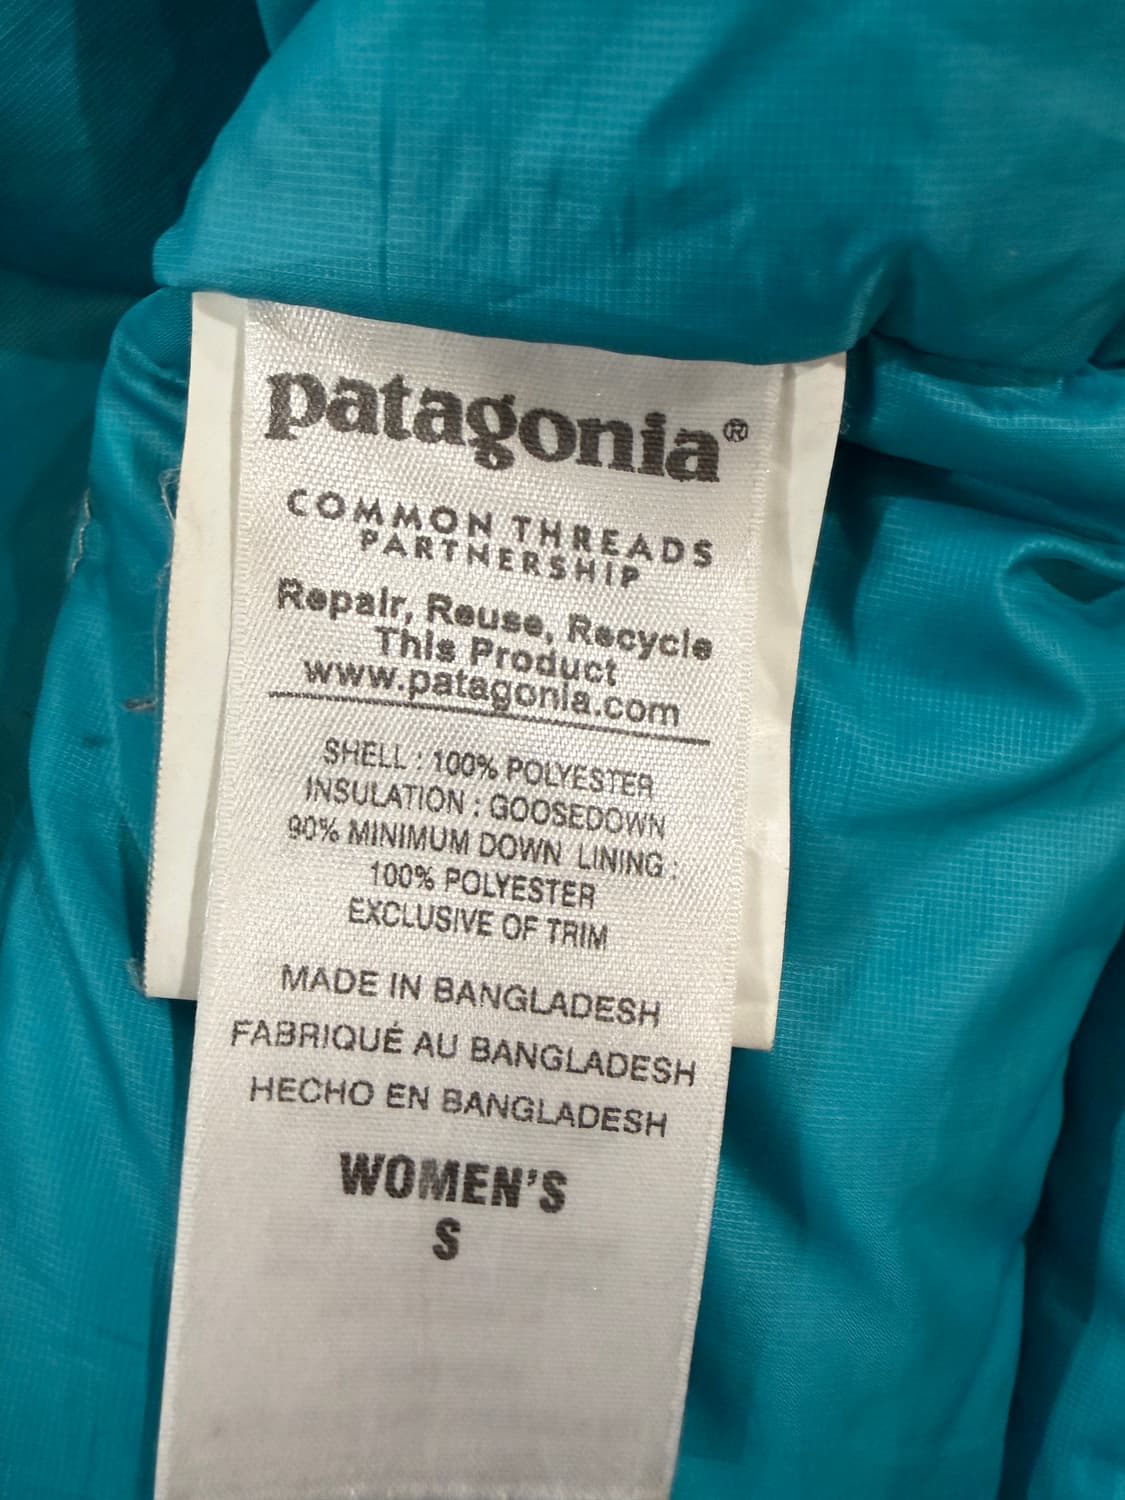 patagonia®
COMMON THREADS
PARTNERSHIP
Repair, Reuse, Recycle
This Product
www.patagonia.com
SHELL : 100% POLYESTER
INSULATION : GOOSEDOWN
90% MINIMUM DOWN LINING :
100% POLYESTER
EXCLUSIVE OF TRIM
MADE IN BANGLADESH
FABRIQUÉ AU BANGLADESH
HECHO EN BANGLADESH
WOMEN'S
S